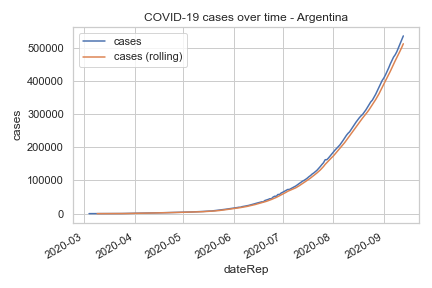 COVID-19 cases over time - Argentina
cases
cases (rolling)
500000
400000
300000
200000
100000
0
cases
2020-03
2020-04
2020-05
2020-06
2020-07
2020-08
2020-09
dateRep